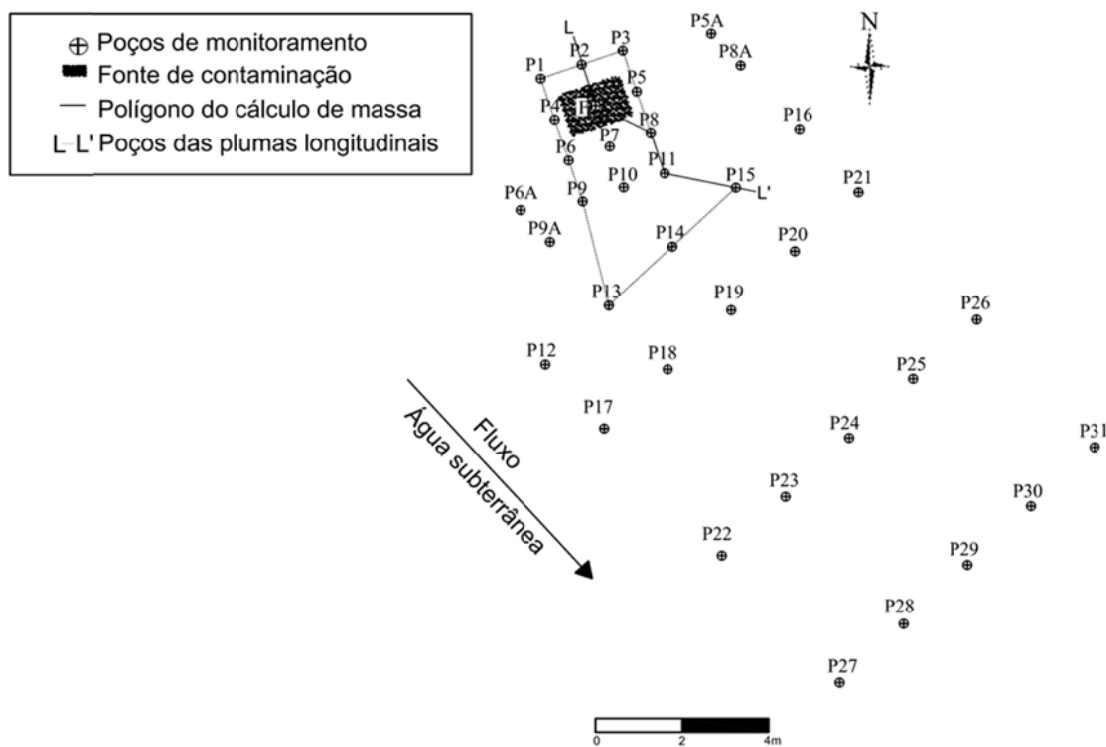 Poços de monitoramento
Fonte de contaminação
Polígono do cálculo de massa
L-L' Poços das plumas longitudinais
N
L
P3
P5A
P2
P8A
P1
P5
P4
F
P8
P16
P7
P6
P11
P10
P15
L'
P21
P9
P6A
P9A
P14
P20
P13
P19
P26
P12
P18
P25
P17
P24
P31
Fluxo
Água subterrânea
P23
P30
P22
P29
P28
P27
0 2 4m